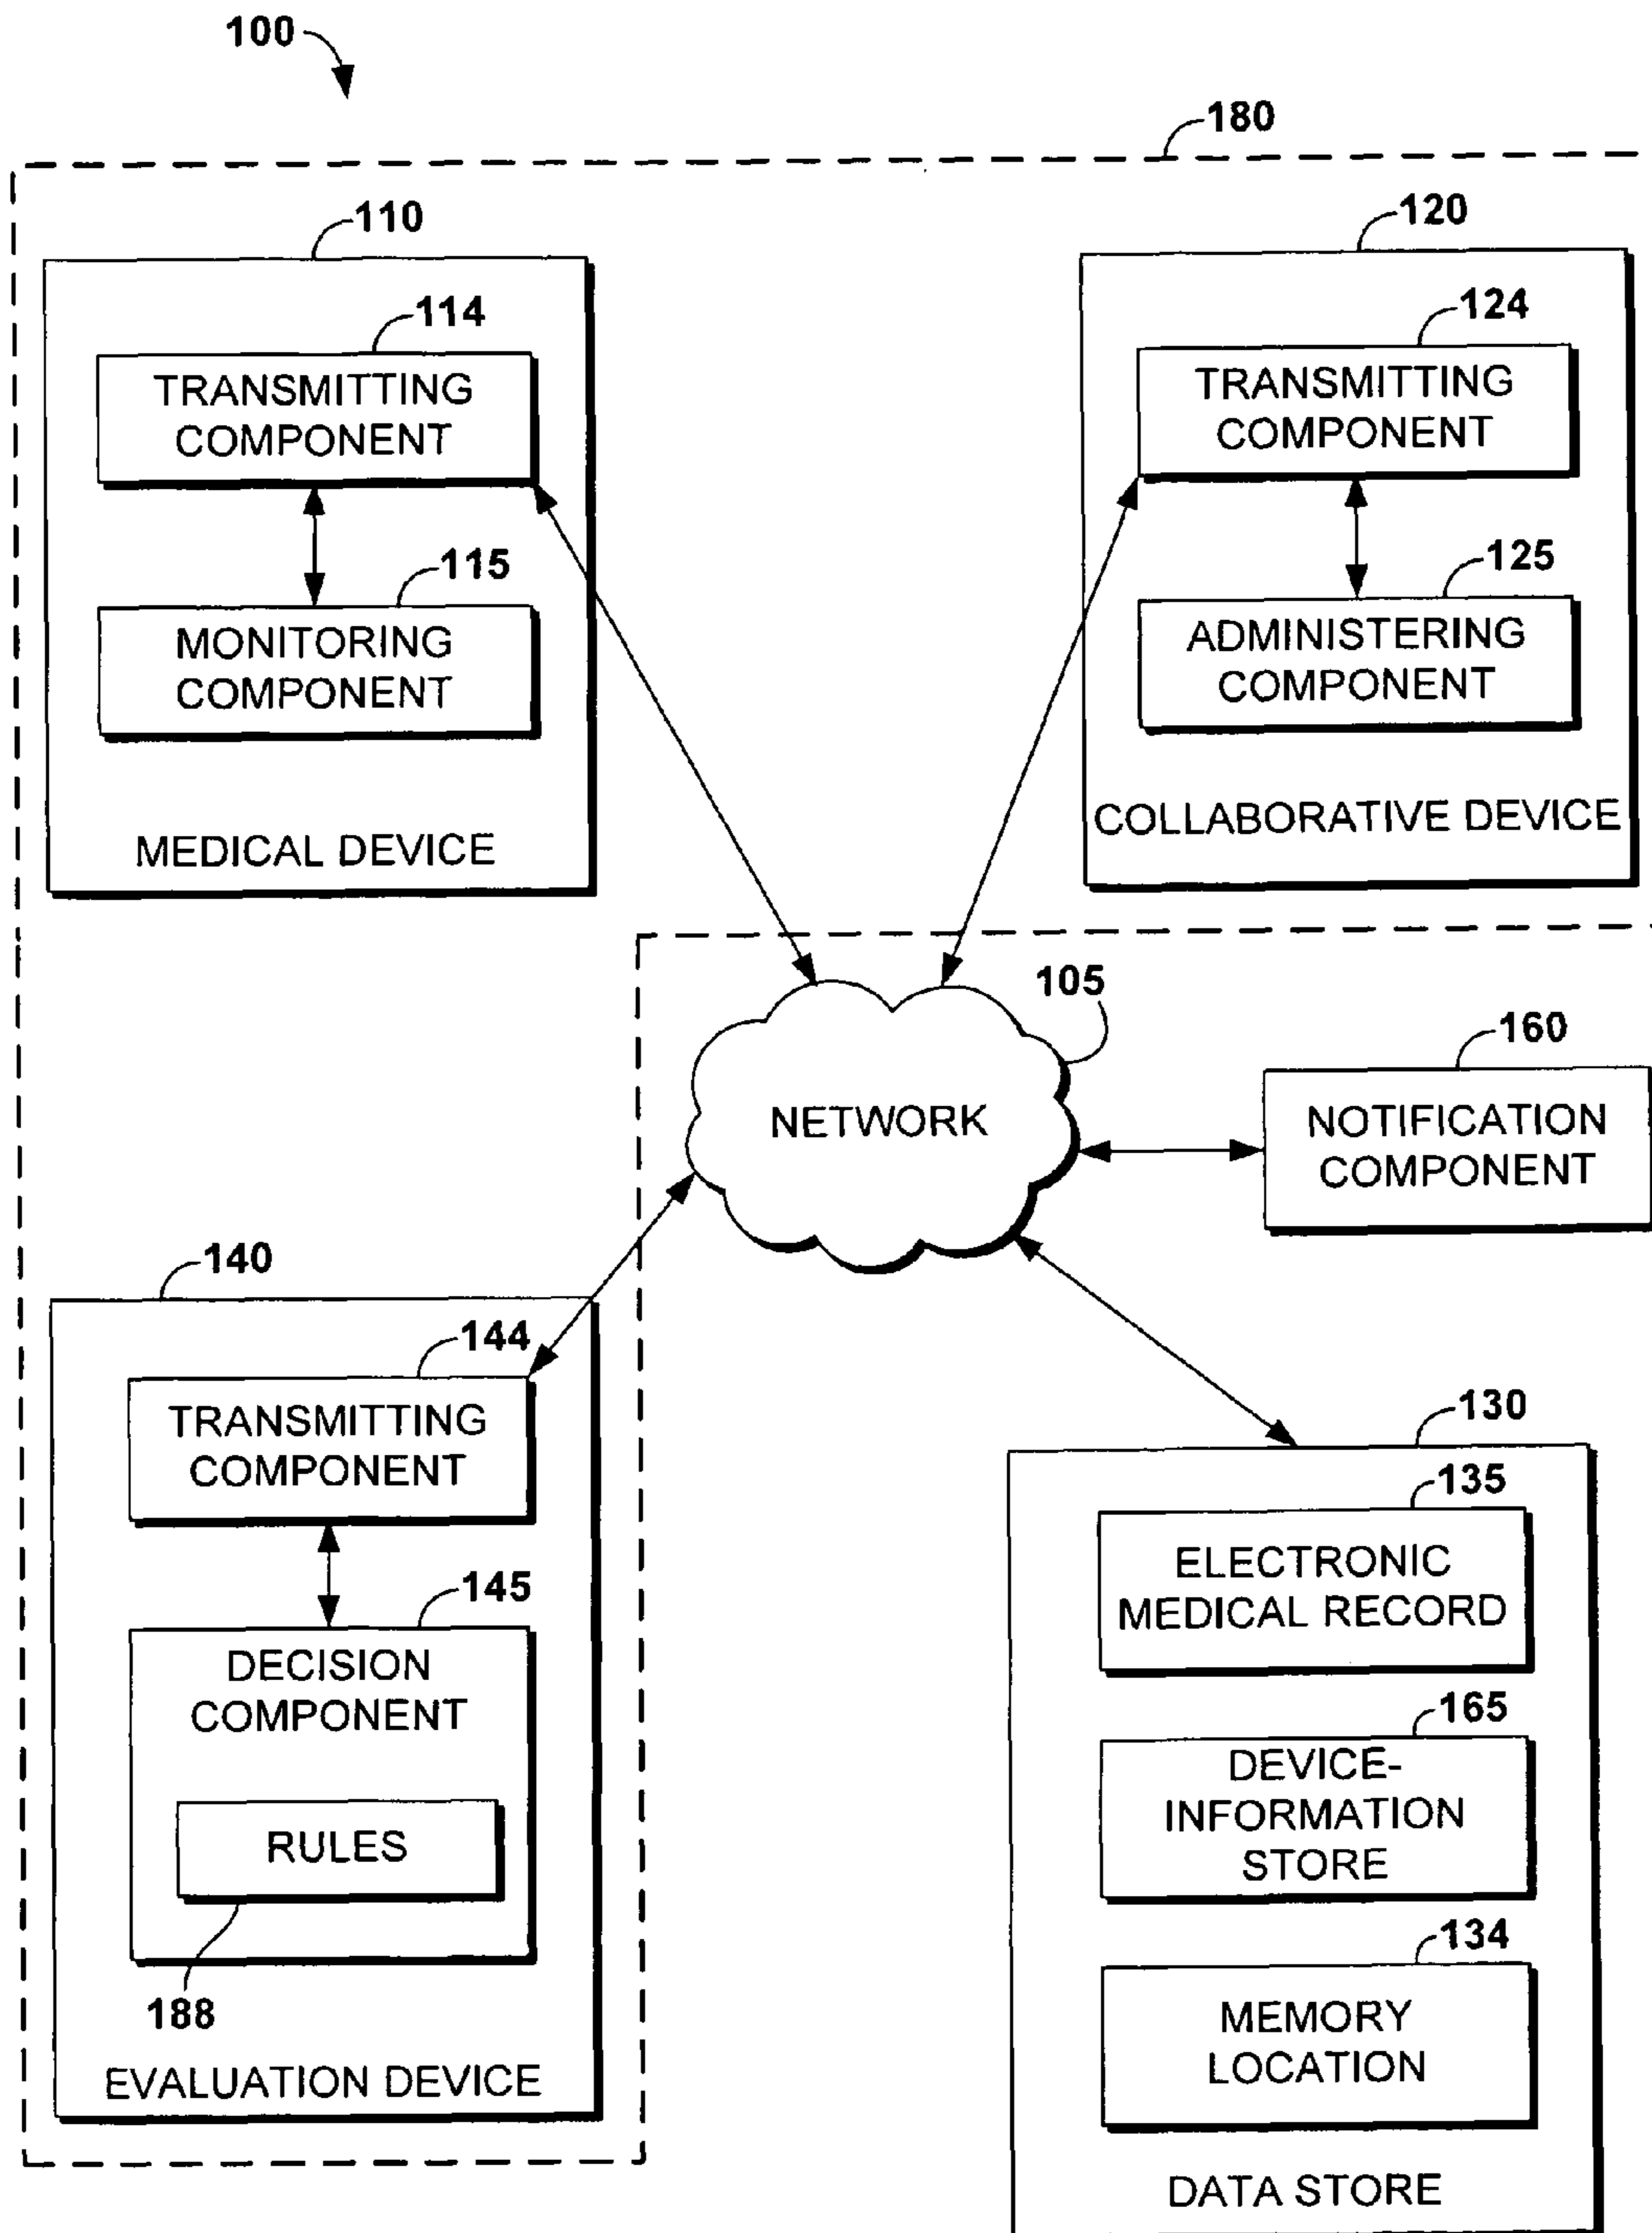 100
180
110
114
TRANSMITTING
COMPONENT
115
MONITORING
COMPONENT
MEDICAL DEVICE
120
124
TRANSMITTING
COMPONENT
125
ADMINISTERING
COMPONENT
COLLABORATIVE DEVICE
105
NETWORK
160
NOTIFICATION
COMPONENT
140
144
TRANSMITTING
COMPONENT
145
DECISION
COMPONENT
RULES
188
EVALUATION DEVICE
130
135
ELECTRONIC
MEDICAL RECORD
165
DEVICE-
INFORMATION
STORE
134
MEMORY
LOCATION
DATA STORE